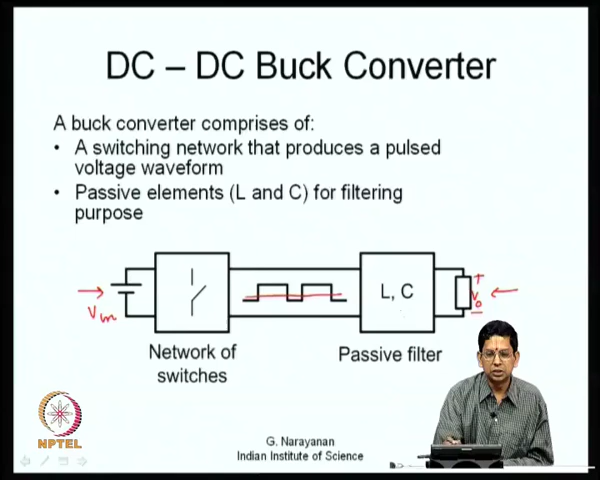 DC – DC Buck Converter
A buck converter comprises of:
• A switching network that produces a pulsed
voltage waveform
• Passive elements (L and C) for filtering
purpose
Vin
L, C
+
Vo
Network of
switches
Passive filter
NPTEL
G. Narayanan
Indian Institute of Science